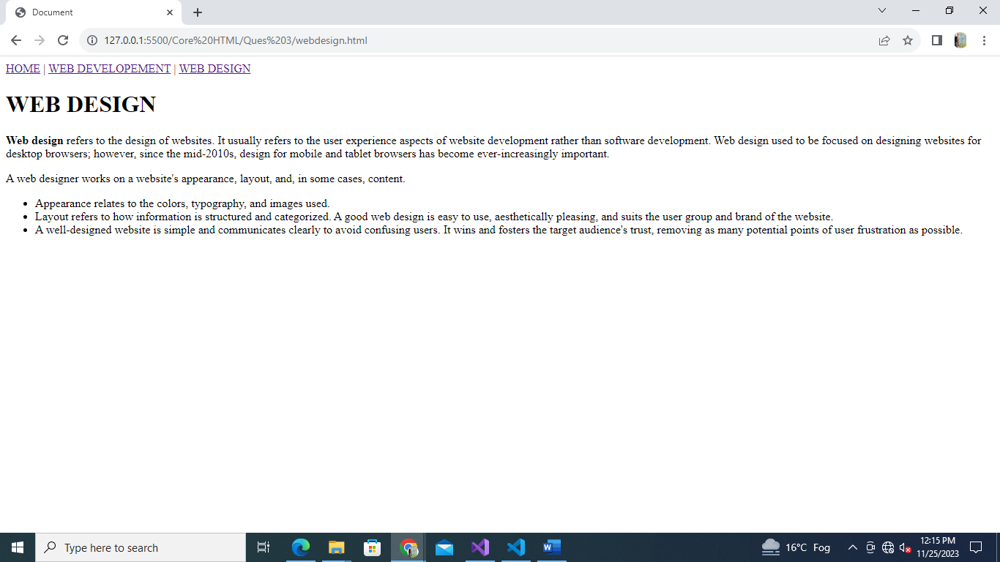 Document
127.0.0.1:5500/Core%20HTML/Ques%203/webdesign.html
HOME | WEB DEVELOPEMENT | WEB DESIGN
WEB DESIGN
Web design refers to the design of websites. It usually refers to the user experience aspects of website development rather than software development. Web design used to be focused on designing websites for
desktop browsers; however, since the mid-2010s, design for mobile and tablet browsers has become ever-increasingly important.
A web designer works on a website's appearance, layout, and, in some cases, content.
• Appearance relates to the colors, typography, and images used.
• Layout refers to how information is structured and categorized. A good web design is easy to use, aesthetically pleasing, and suits the user group and brand of the website.
• A well-designed website is simple and communicates clearly to avoid confusing users. It wins and fosters the target audience's trust, removing as many potential points of user frustration as possible.
Type here to search
W
16°C Fog
12:15 PM
11/25/2023